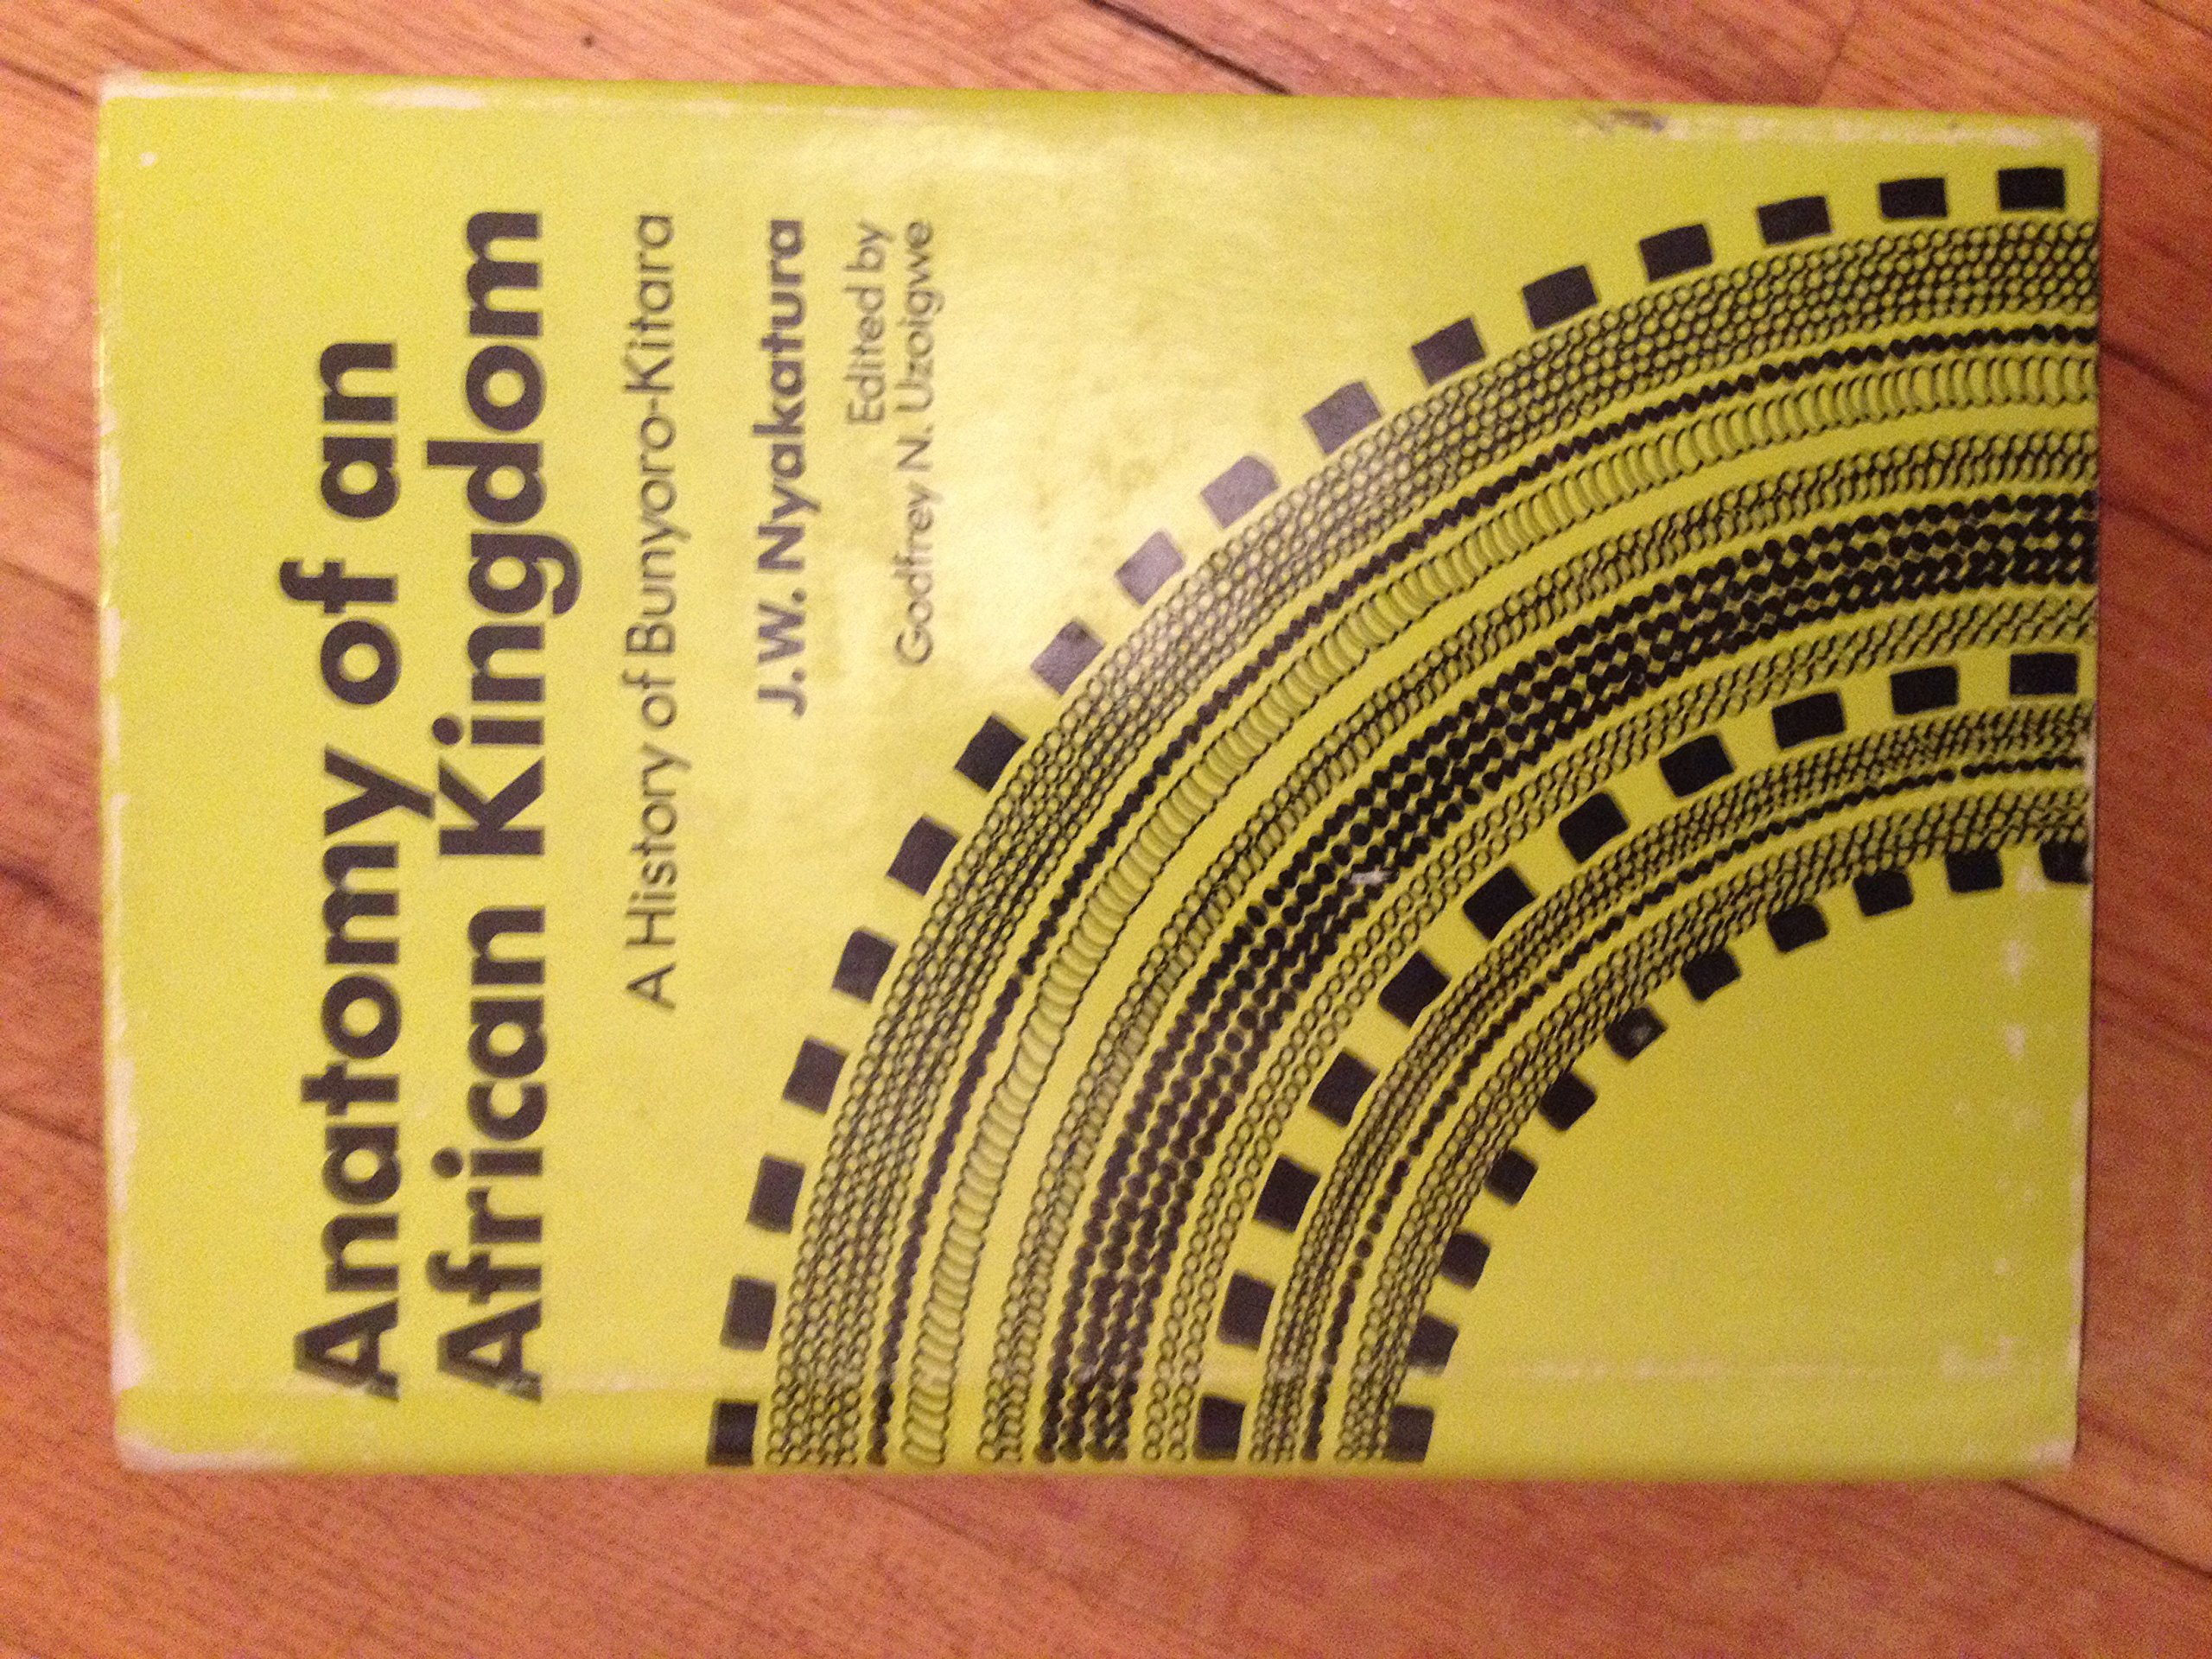 Anatomy of an
African Kingdom
A History of Bunyoro-Kitara
J.W. Nyakatura
Edited by
Godfrey N. Uzoigwe